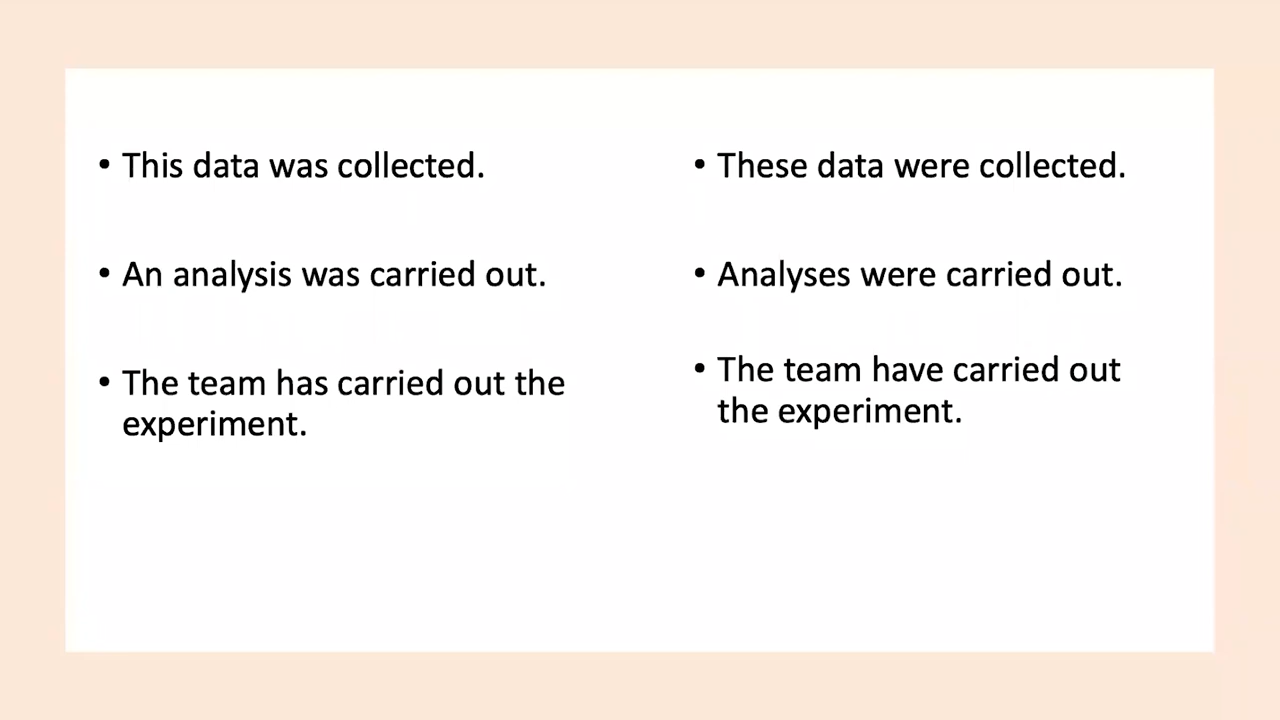 • This data was collected.
• An analysis was carried out.
• The team has carried out the
experiment.
• These data were collected.
• Analyses were carried out.
• The team have carried out
the experiment.